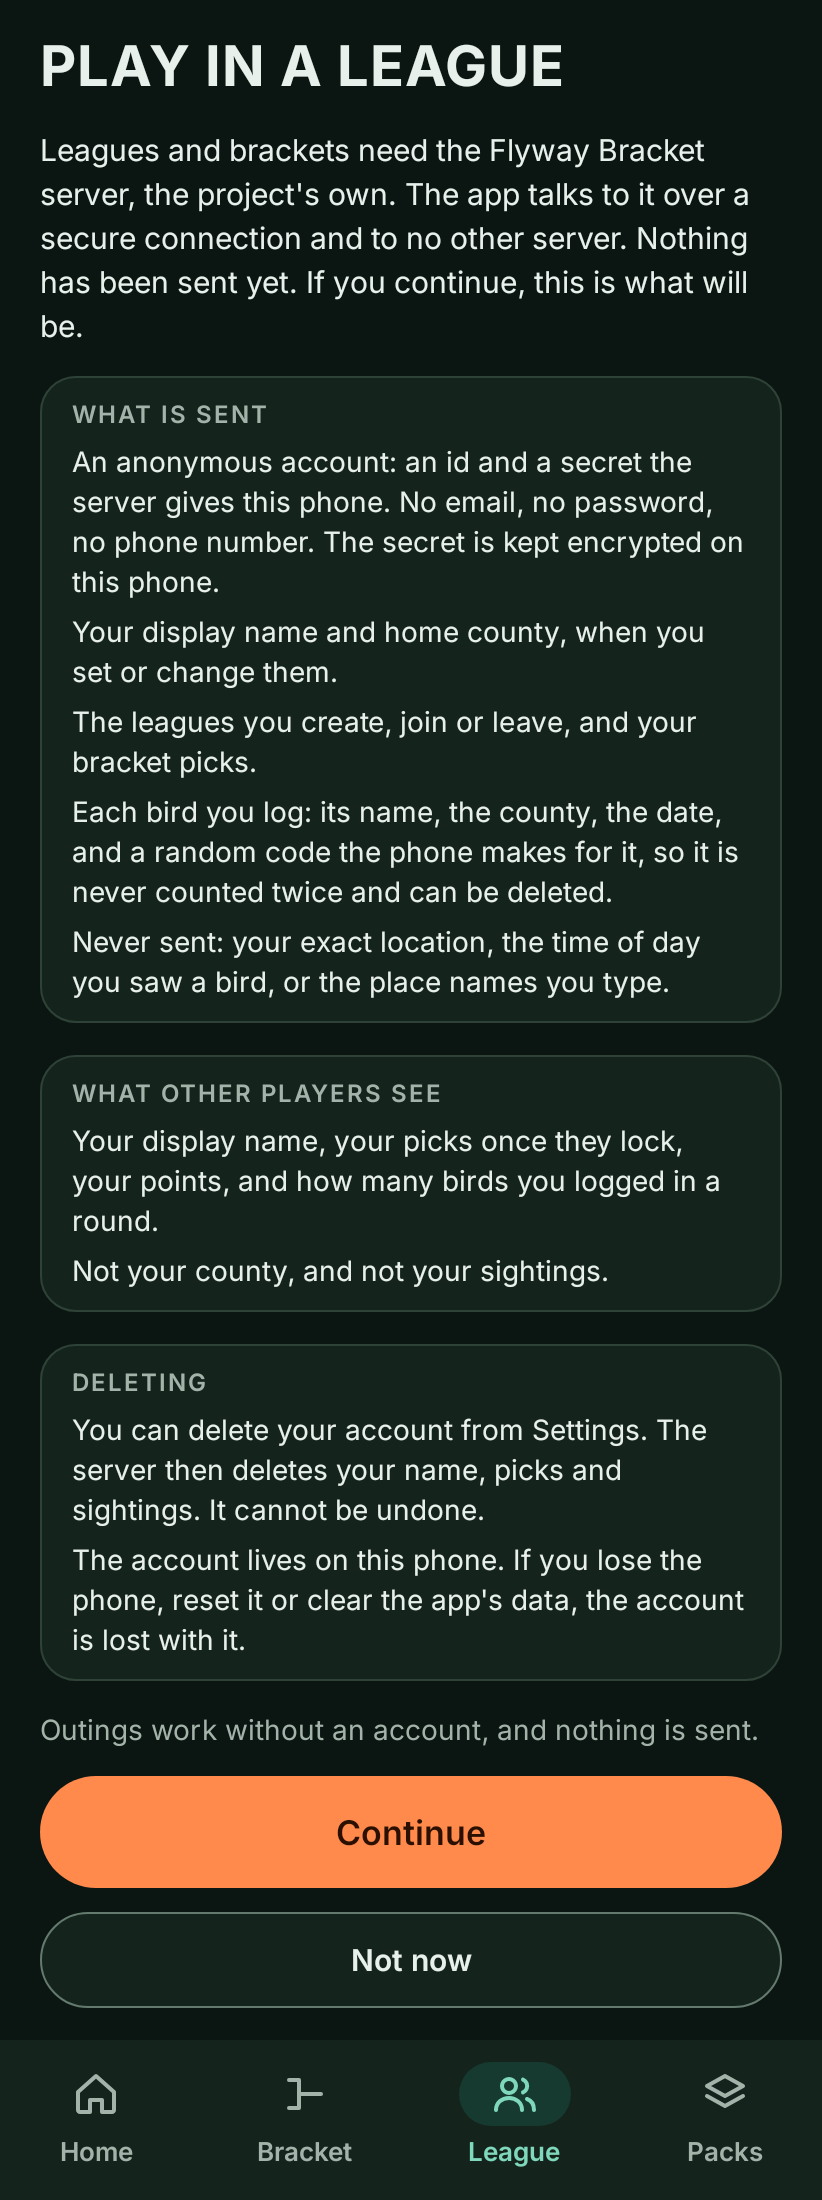 PLAY IN A LEAGUE
Leagues and brackets need the Flyway Bracket
server, the project's own. The app talks to it over a
secure connection and to no other server. Nothing
has been sent yet. If you continue, this is what will
be.
WHAT IS SENT
An anonymous account: an id and a secret the
server gives this phone. No email, no password,
no phone number. The secret is kept encrypted on
this phone.
Your display name and home county, when you
set or change them.
The leagues you create, join or leave, and your
bracket picks.
Each bird you log: its name, the county, the date,
and a random code the phone makes for it, so it is
never counted twice and can be deleted.
Never sent: your exact location, the time of day
you saw a bird, or the place names you type.
WHAT OTHER PLAYERS SEE
Your display name, your picks once they lock,
your points, and how many birds you logged in a
round.
Not your county, and not your sightings.
DELETING
You can delete your account from Settings. The
server then deletes your name, picks and
sightings. It cannot be undone.
The account lives on this phone. If you lose the
phone, reset it or clear the app's data, the account
is lost with it.
Outings work without an account, and nothing is sent.
Continue
Not now
Home
Bracket
League
Packs